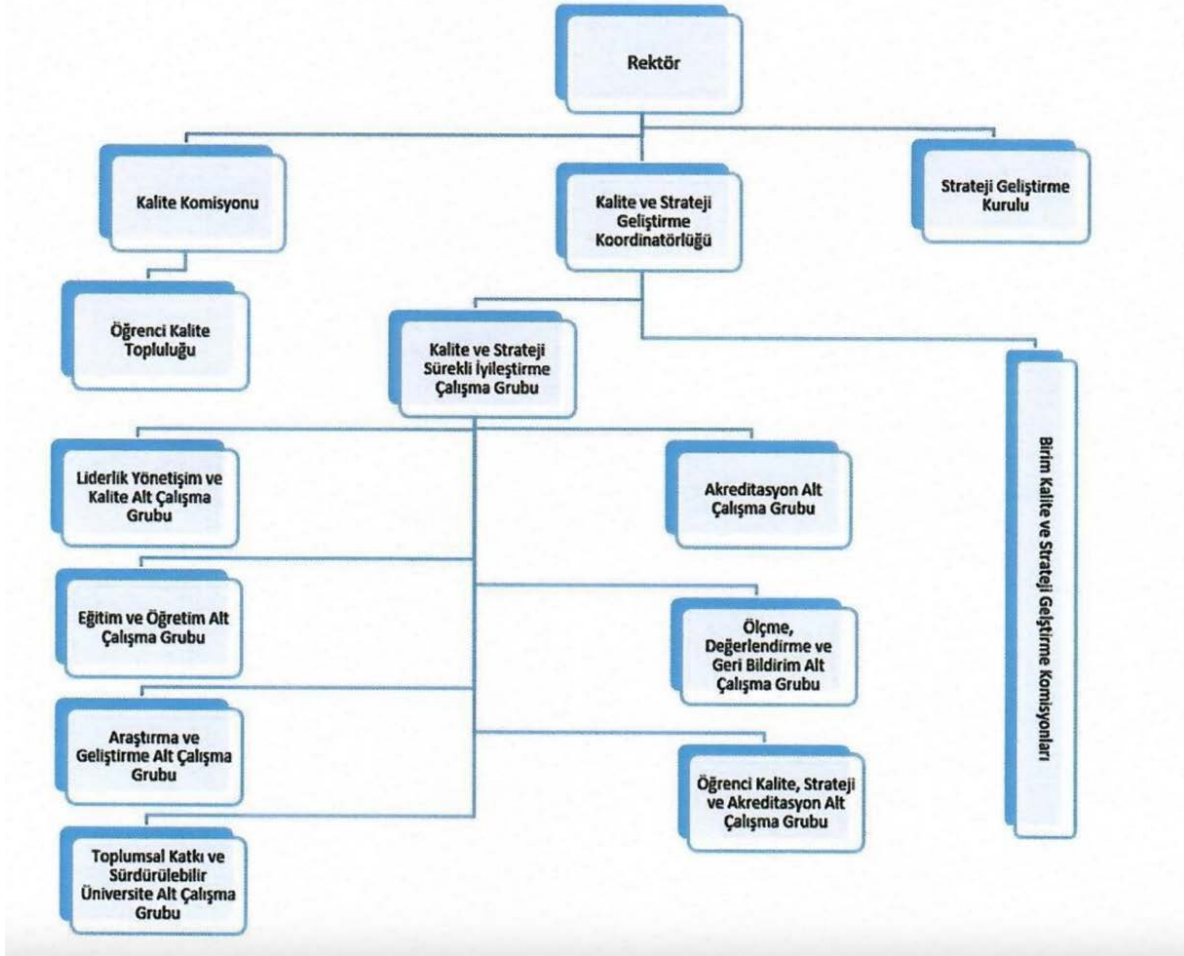 Rektör
Kalite Komisyonu
Kalite ve Strateji
Geliştirme
Koordinatörlüğü
Strateji Geliştirme
Kurulu
Öğrenci Kalite
Topluluğu
Kalite ve Strateji
Sürekli İyileştirme
Çalışma Grubu
Birim Kalite ve Strateji Gelştirme Komisyonları
Liderlik Yönetişim ve
Kalite Alt Çalışma
Grubu
Akreditasyon Alt
Çalışma Grubu
Eğitim ve Öğretim Alt
Çalışma Grubu
Ölçme,
Değerlendirme ve
Geri Bildirim Alt
Çalışma Grubu
Araştırma ve
Geliştirme Alt Çalışma
Grubu
Öğrenci Kalite, Strateji
ve Akreditasyon Alt
Çalışma Grubu
Toplumsal Katkı ve
Sürdürülebilir
Üniversite Alt Çalışma
Grubu